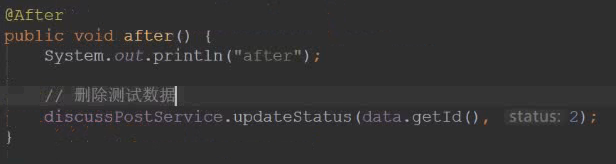 @After
public void after() {
System.out.println("after");
// 删除测试数据
discussPostService.updateStatus(data.getId(), status: 2);
}